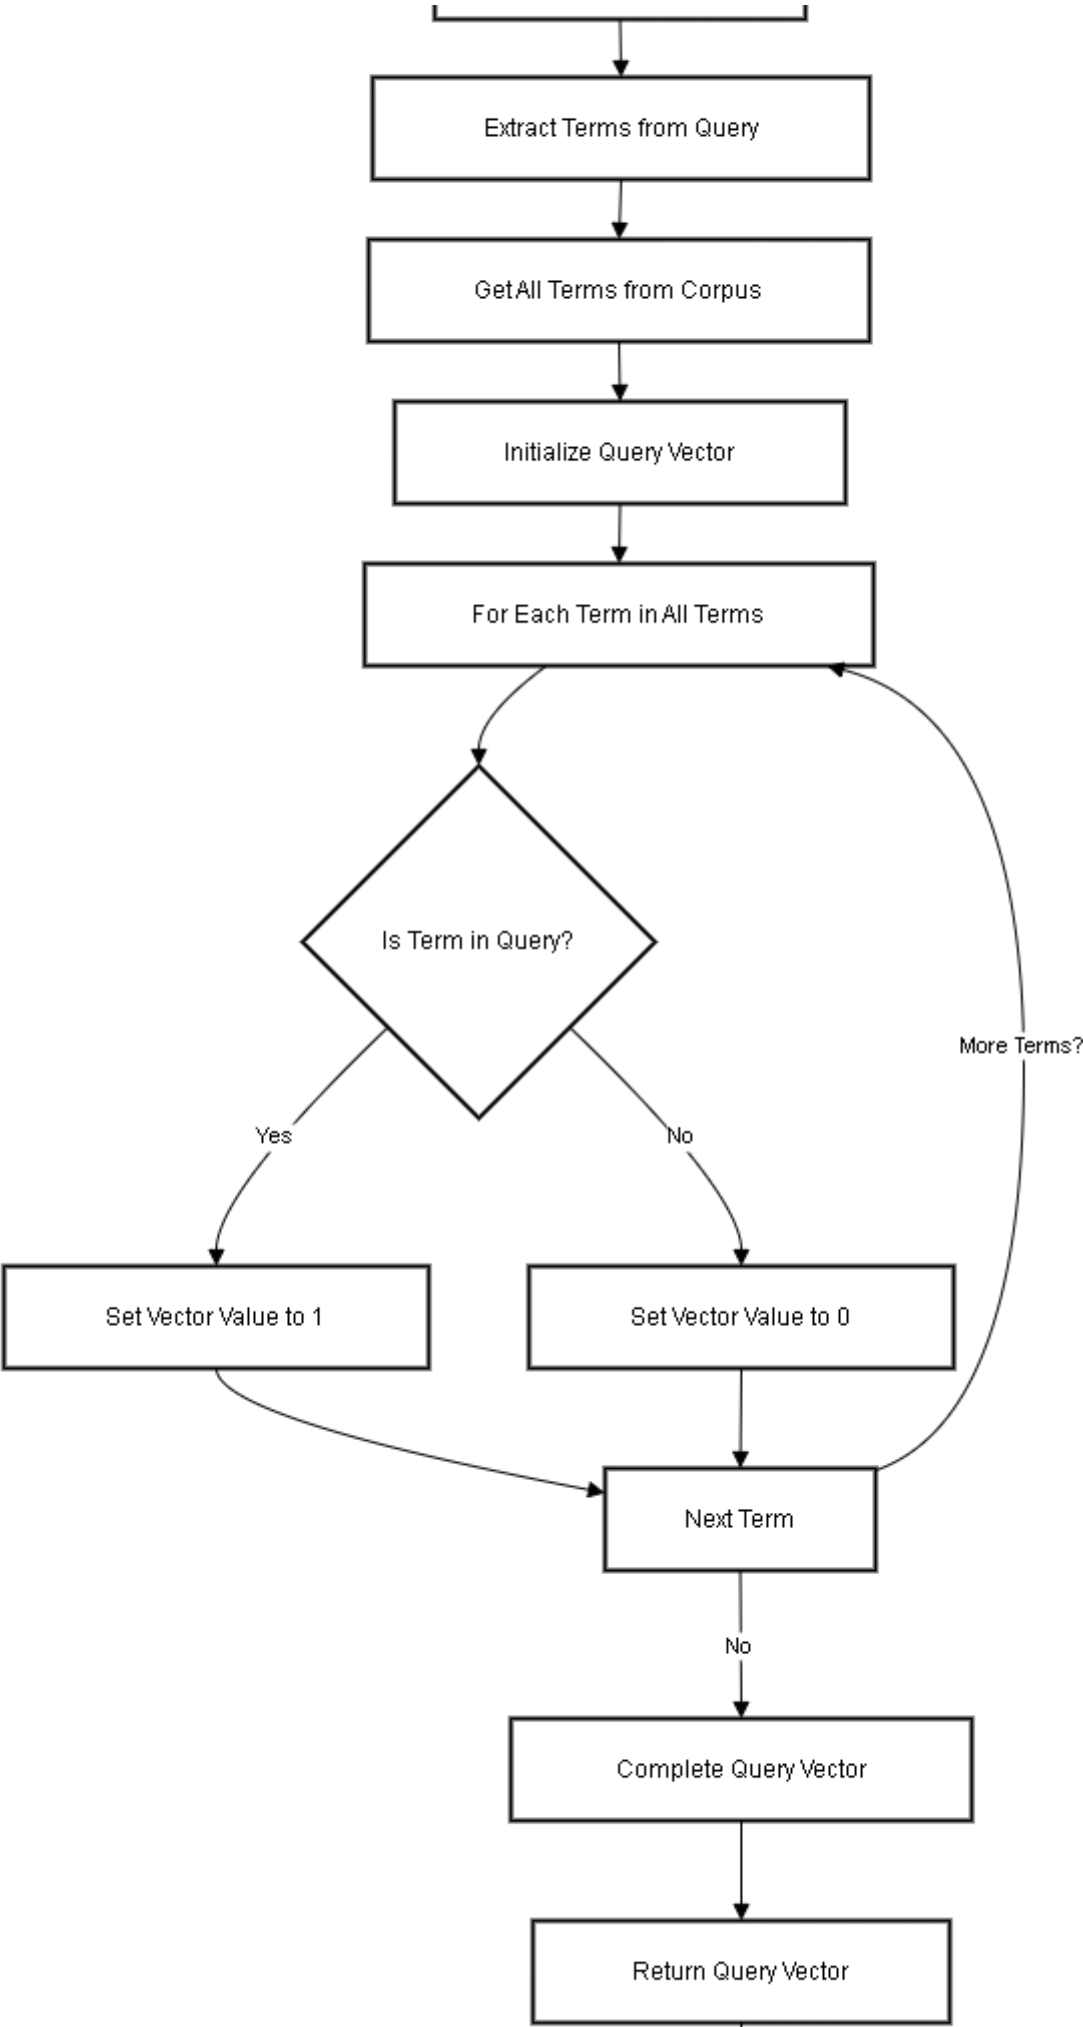 Extract Terms from Query
Get All Terms from Corpus
Initialize Query Vector
For Each Term in All Terms
Is Term in Query?
More Terms?
Yes
No
Set Vector Value to 1
Set Vector Value to 0
Next Term
No
Complete Query Vector
Return Query Vector